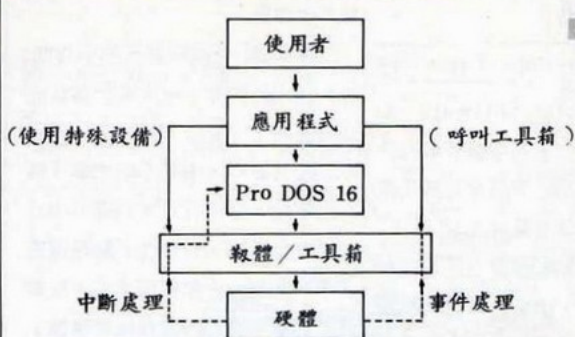 使用者
應用程式
(使用特殊設備)
(呼叫工具箱)
Pro DOS 16
軔體/工具箱
中斷處理
硬體
事件處理